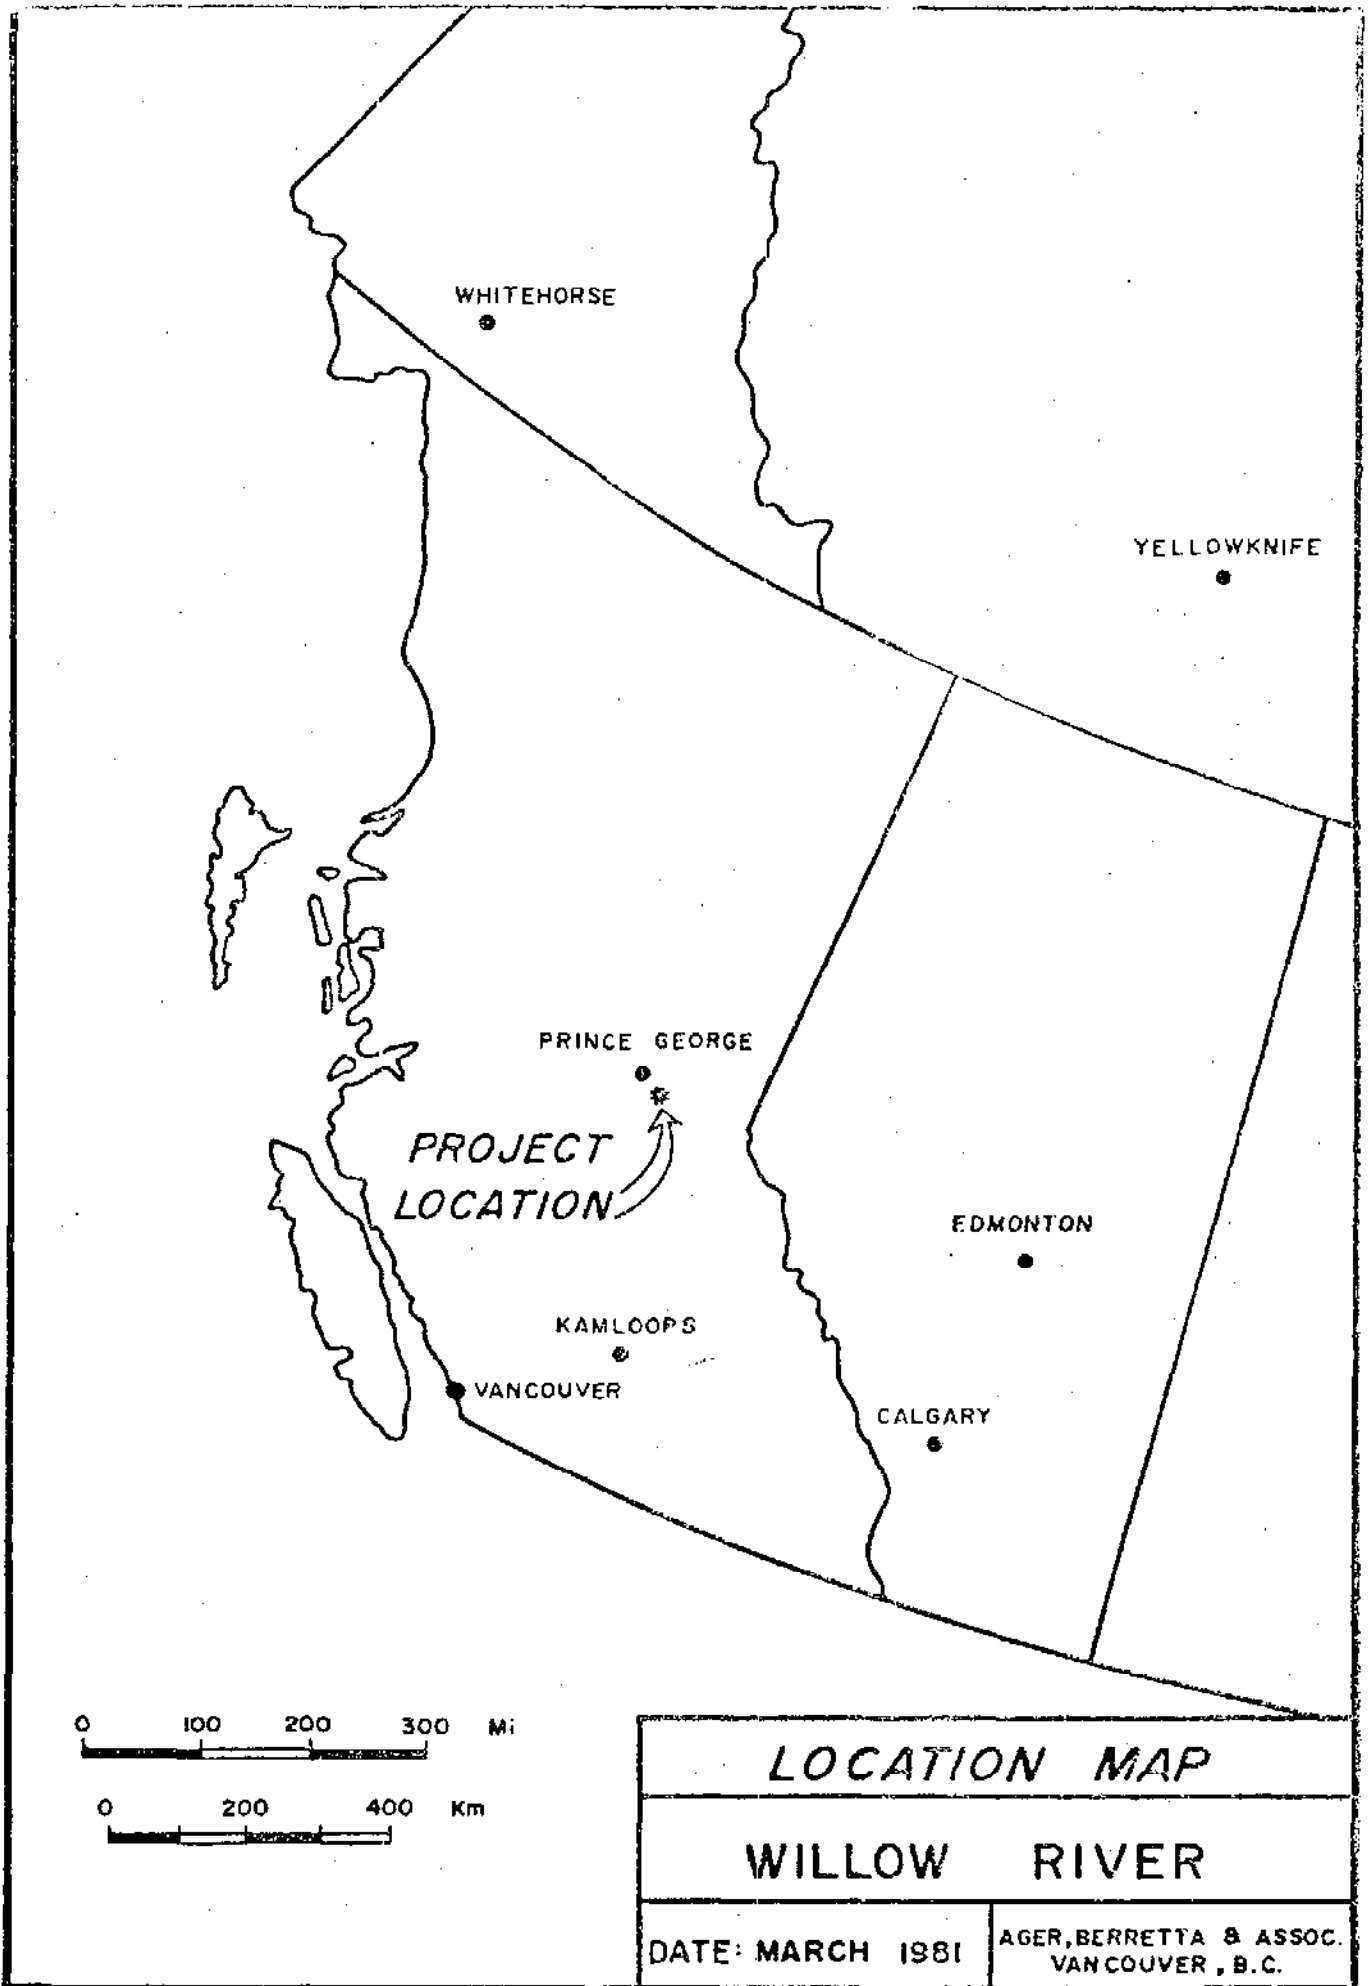 WHITEHORSE
YELLOWKNIFE
PRINCE GEORGE
PROJECT
LOCATION
EDMONTON
KAMLOOPS
VANCOUVER
CALGARY
0 100 200 300 Mi
0 200 400 Km
LOCATION MAP
WILLOW RIVER
DATE: MARCH 1981
AGER, BERRETTA & ASSOC.
VANCOUVER, B.C.